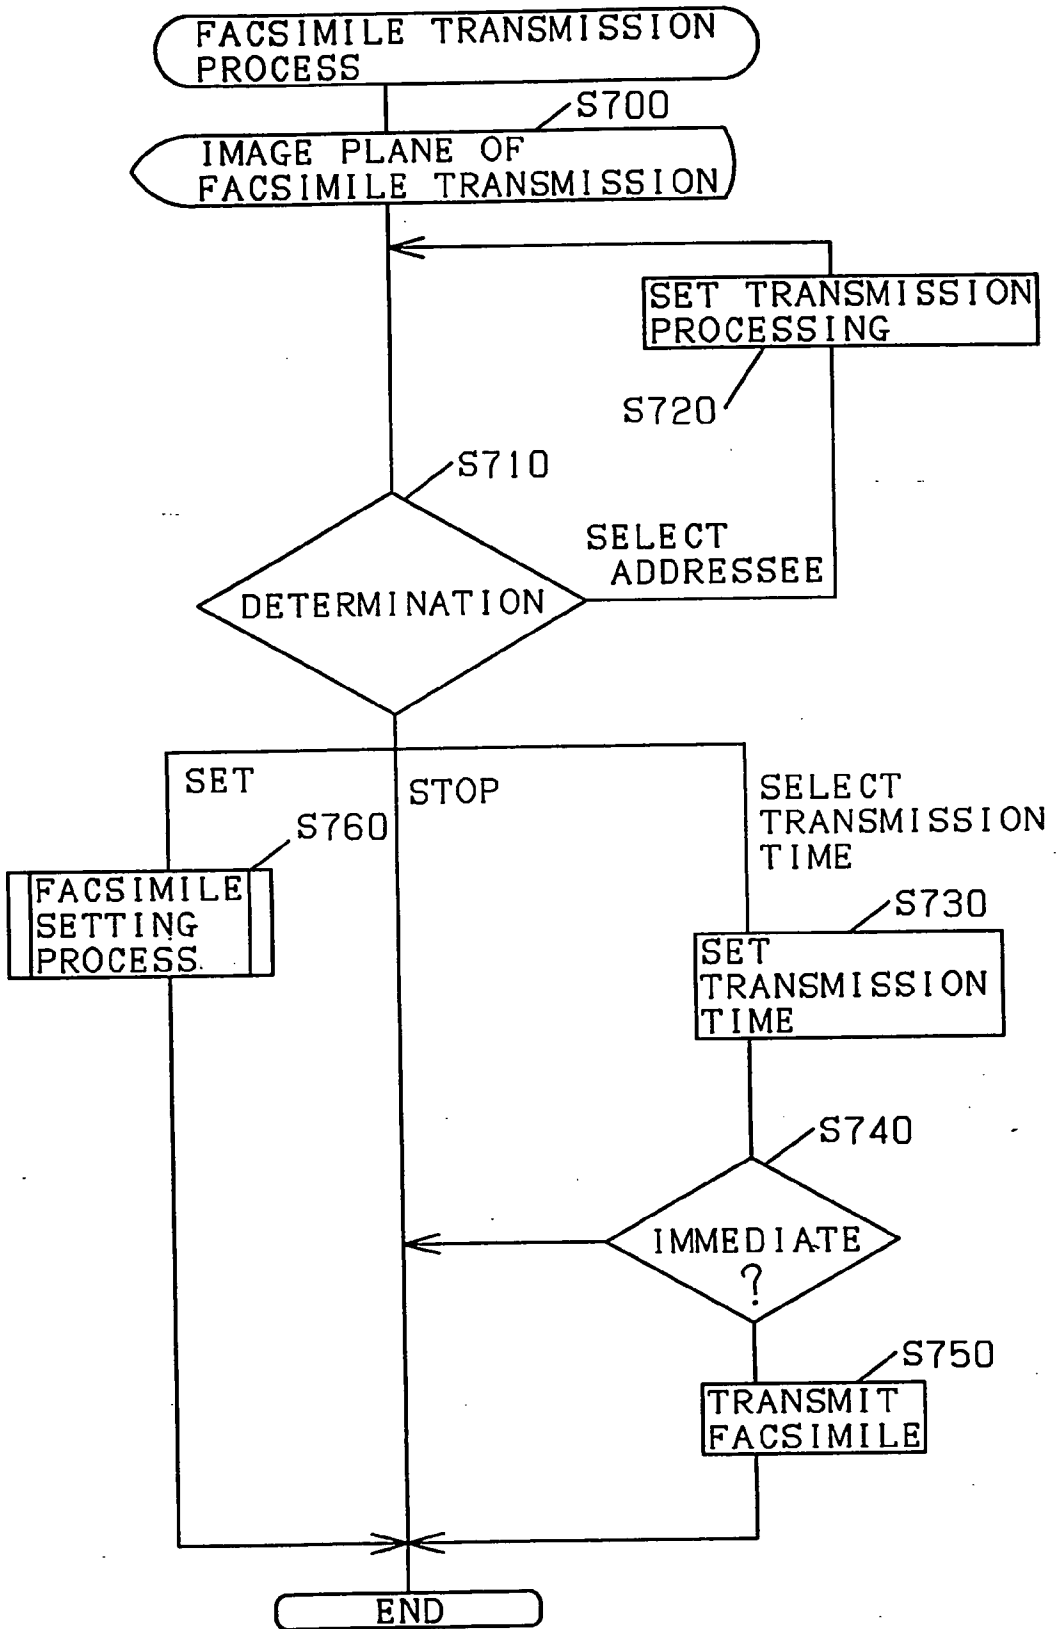 FACSIMILE TRANSMISSION
PROCESS
S700
IMAGE PLANE OF
FACSIMILE TRANSMISSION
SET TRANSMISSION
PROCESSING
S720
S710
SELECT
ADDRESSEE
DETERMINATION
SET
STOP
SELECT
TRANSMISSION
TIME
S760
FACSIMILE
SETTING
PROCESS
S730
SET
TRANSMISSION
TIME
S740
IMMEDIATE
?
S750
TRANSMIT
FACSIMILE
END